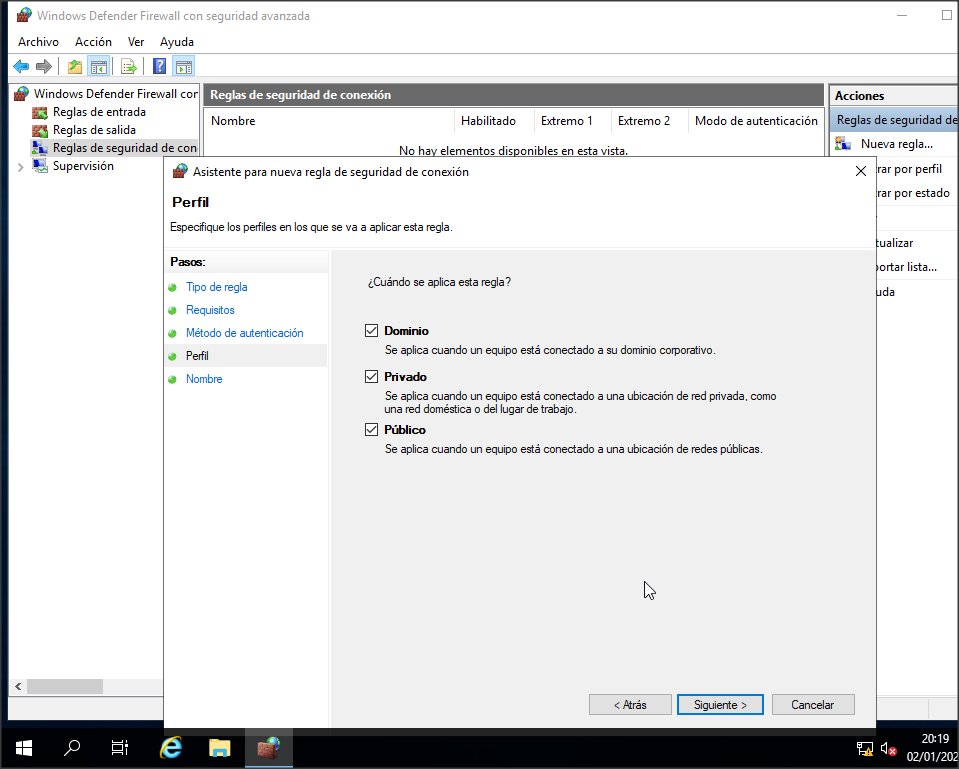 Windows Defender Firewall con seguridad avanzada
Archivo Acción Ver Ayuda
Windows Defender Firewall con
Reglas de entrada
Reglas de salida
Reglas de seguridad de con
Supervisión
Reglas de seguridad de conexión
Nombre Habilitado Extremo 1 Extremo 2 Modo de autenticación
No hay elementos disponibles en esta vista.
Acciones
Reglas de seguridad de
Nueva regla...
rar por perfil
rar por estado
tualizar
portar lista...
uda
Asistente para nueva regla de seguridad de conexión
Perfil
Especifique los perfiles en los que se va a aplicar esta regla.
Pasos:
Tipo de regla
Requisitos
Método de autenticación
Perfil
Nombre
¿Cuándo se aplica esta regla?
Dominio
Se aplica cuando un equipo está conectado a su dominio corporativo.
Privado
Se aplica cuando un equipo está conectado a una ubicación de red privada, como
una red doméstica o del lugar de trabajo.
Público
Se aplica cuando un equipo está conectado a una ubicación de redes públicas.
< Atrás Siguiente > Cancelar
20:19
02/01/202